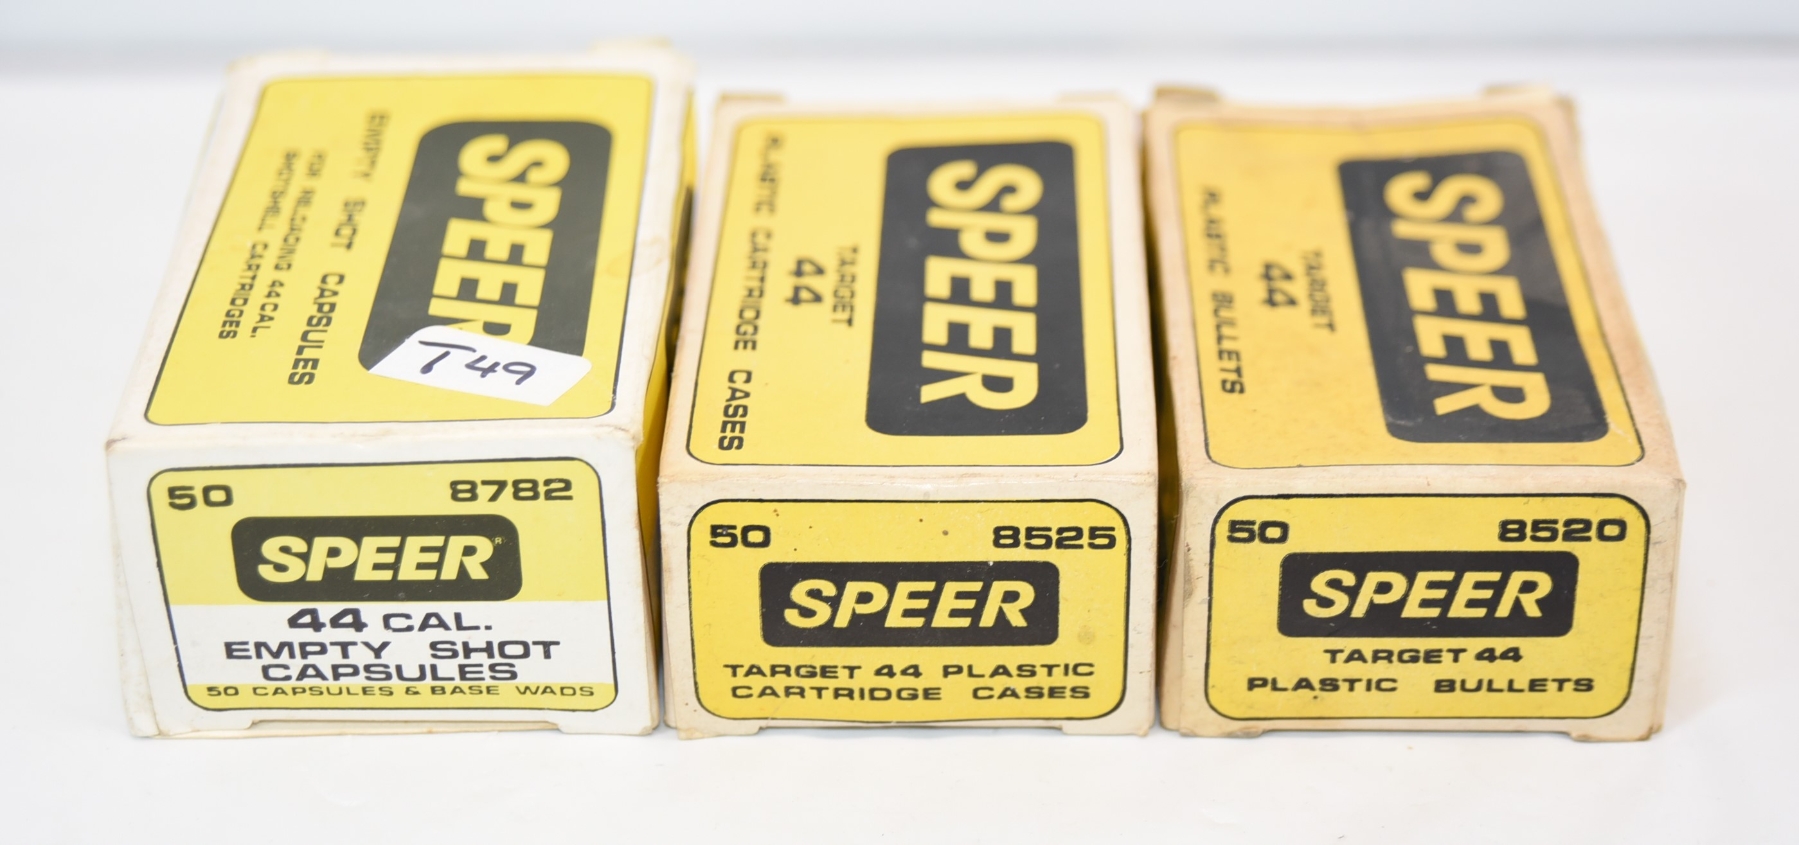 SPEER
EMPTY SHOT CAPSULES
FOR RELOADING 44 CAL.
SHOTSHELL CARTRIDGES
T49
50 8782
SPEER®
44 CAL.
EMPTY SHOT
CAPSULES
50 CAPSULES & BASE WADS
SPEER
TARGET
44
PLASTIC CARTRIDGE CASES
50 8525
SPEER
TARGET 44 PLASTIC
CARTRIDGE CASES
SPEER
TARGET
44
PLASTIC BULLETS
50 8520
SPEER
TARGET 44
PLASTIC BULLETS